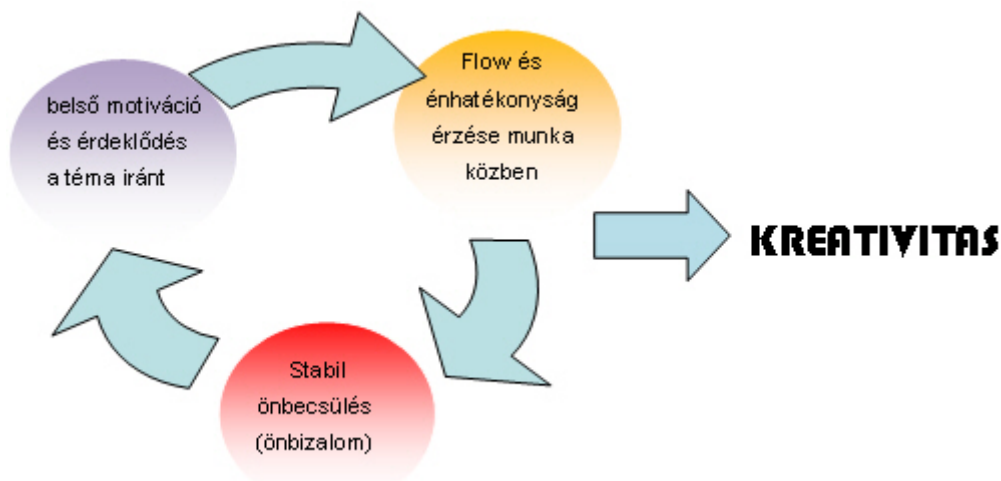 belső motiváció
és érdeklődés
a téma iránt
Flow és
énhatékonyság
érzése munka
közben
KREATIVITAS
Stabil
önbecsülés
(önbizalom)